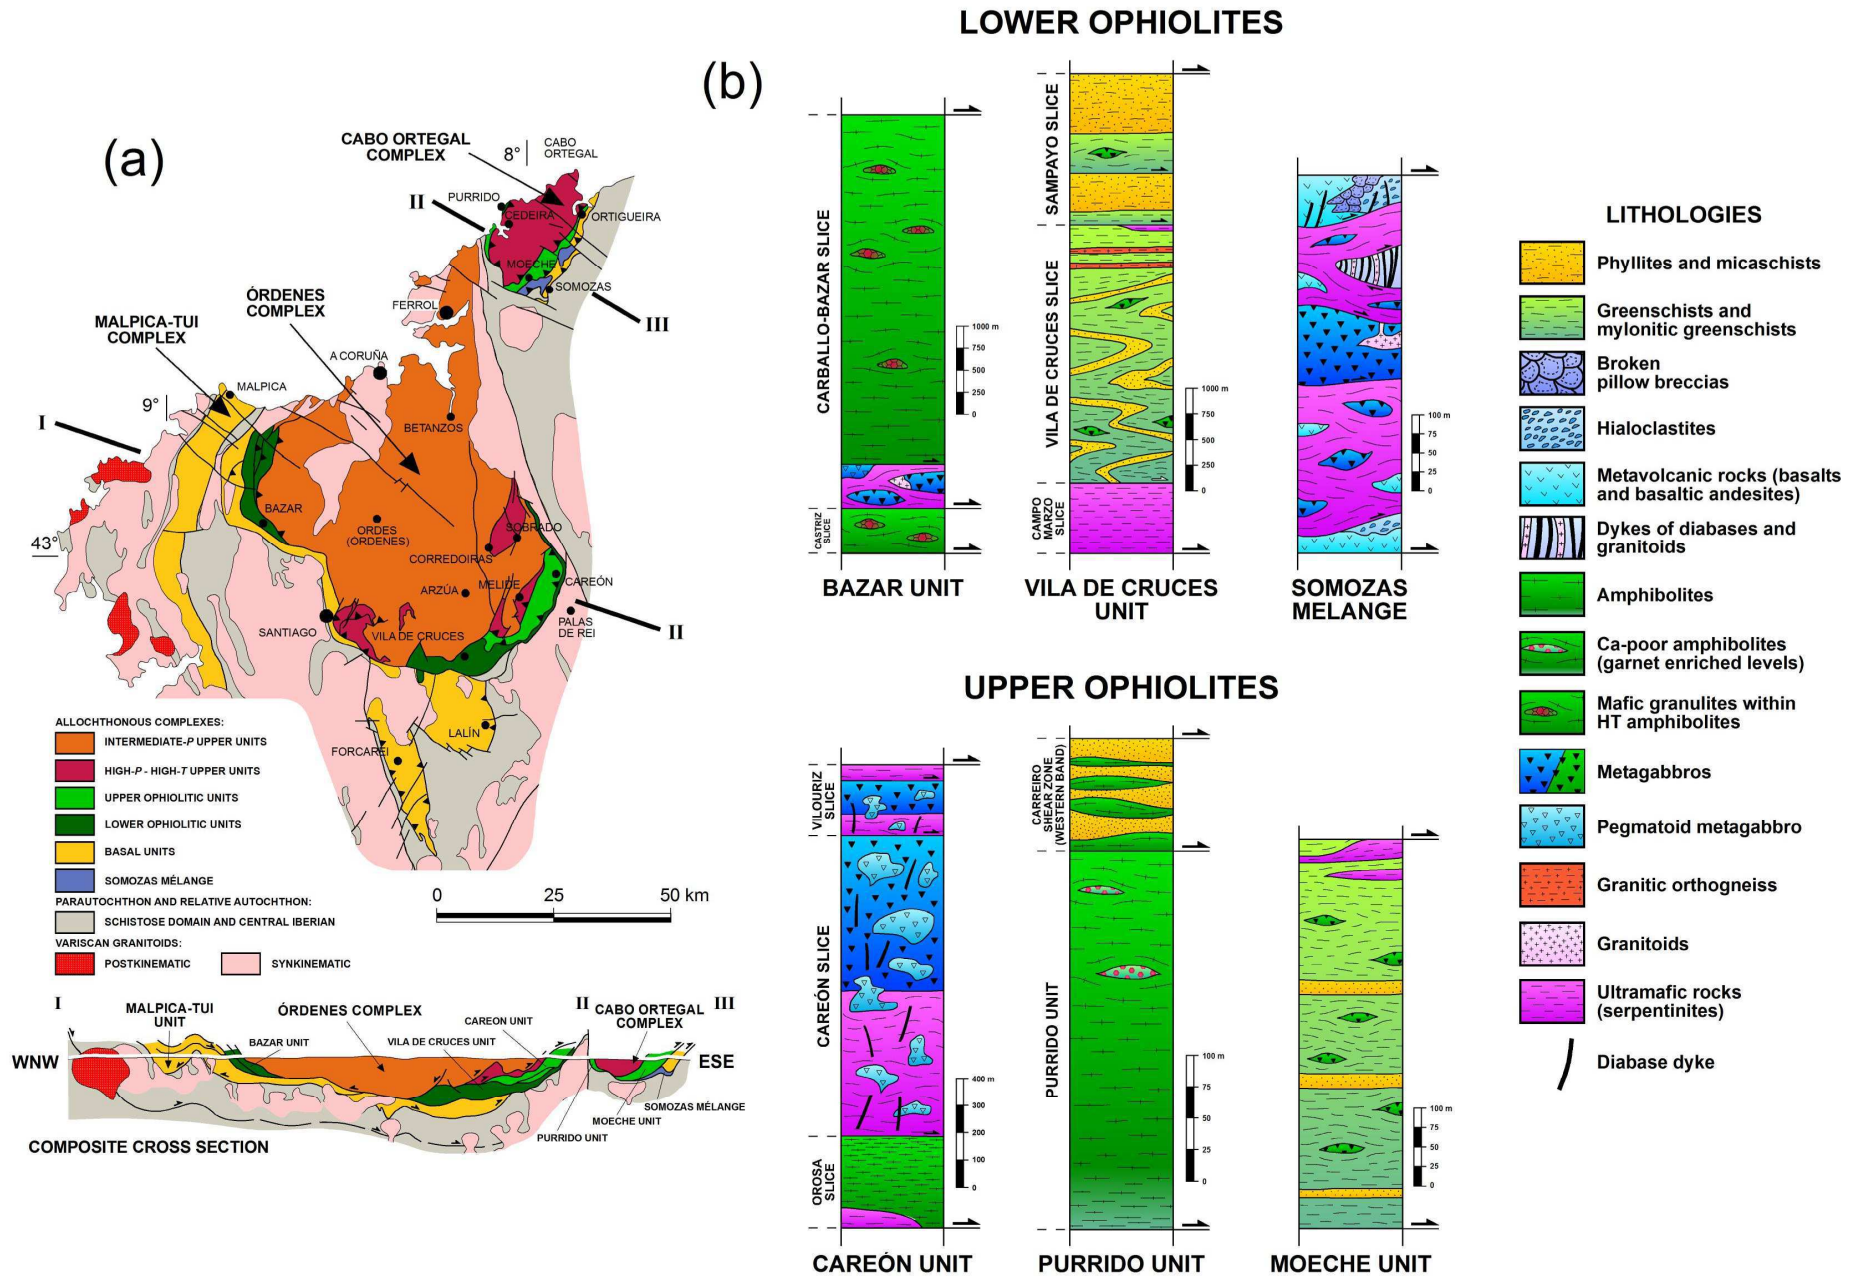 (a)
CABO ORTEGAL
COMPLEX
8°
CABO
ORTEGAL
II
PURRIDO
CEDEIRA
ORTIGUEIRA
MOECHE
SOMOZAS
III
FERROL
ÓRDENES
COMPLEX
MALPICA-TUI
COMPLEX
A CORUÑA
MALPICA
9°
I
BETANZOS
BAZAR
ORDES
(ÓRDENES)
SOBRADO
CORREDOIRAS
43°
ARZÚA
MELIDE
CAREÓN
PALAS
DE REI
II
SANTIAGO
VILA DE CRUCES
LALÍN
FORCAREI
ALLOCHTHONOUS COMPLEXES:
INTERMEDIATE-P UPPER UNITS
HIGH-P - HIGH-T UPPER UNITS
UPPER OPHIOLITIC UNITS
LOWER OPHIOLITIC UNITS
BASAL UNITS
SOMOZAS MÉLANGE
PARAUTOCHTHON AND RELATIVE AUTOCHTHON:
SCHISTOSE DOMAIN AND CENTRAL IBERIAN
VARISCAN GRANITOIDS:
POSTKINEMATIC
SYNKINEMATIC
0 25 50 km
I
MALPICA-TUI
UNIT
ÓRDENES COMPLEX
II
CABO ORTEGAL
COMPLEX
III
CAREON UNIT
BAZAR UNIT
VILA DE CRUCES UNIT
WNW
ESE
SOMOZAS MÉLANGE
MOECHE UNIT
PURRIDO UNIT
COMPOSITE CROSS SECTION
(b)
LOWER OPHIOLITES
CARBALLO-BAZAR SLICE
CASTRIZ
SLICE
1000 m
750
500
250
0
BAZAR UNIT
SAMPAYO SLICE
VILA DE CRUCES SLICE
CAMPO
MARZO
SLICE
1000 m
750
500
250
0
VILA DE CRUCES
UNIT
100 m
75
50
25
0
SOMOZAS
MELANGE
UPPER OPHIOLITES
VILOURIZ
SLICE
CAREÓN SLICE
OROSA
SLICE
400 m
300
200
100
0
CAREÓN UNIT
CARREIRO
SHEAR ZONE
(WESTERN BAND)
PURRIDO UNIT
100 m
75
50
25
0
PURRIDO UNIT
100 m
75
50
25
0
MOECHE UNIT
LITHOLOGIES
Phyllites and micaschists
Greenschists and
mylonitic greenschists
Broken
pillow breccias
Hialoclastites
Metavolcanic rocks (basalts
and basaltic andesites)
Dykes of diabases and
granitoids
Amphibolites
Ca-poor amphibolites
(garnet enriched levels)
Mafic granulites within
HT amphibolites
Metagabbros
Pegmatoid metagabbro
Granitic orthogneiss
Granitoids
Ultramafic rocks
(serpentinites)
Diabase dyke